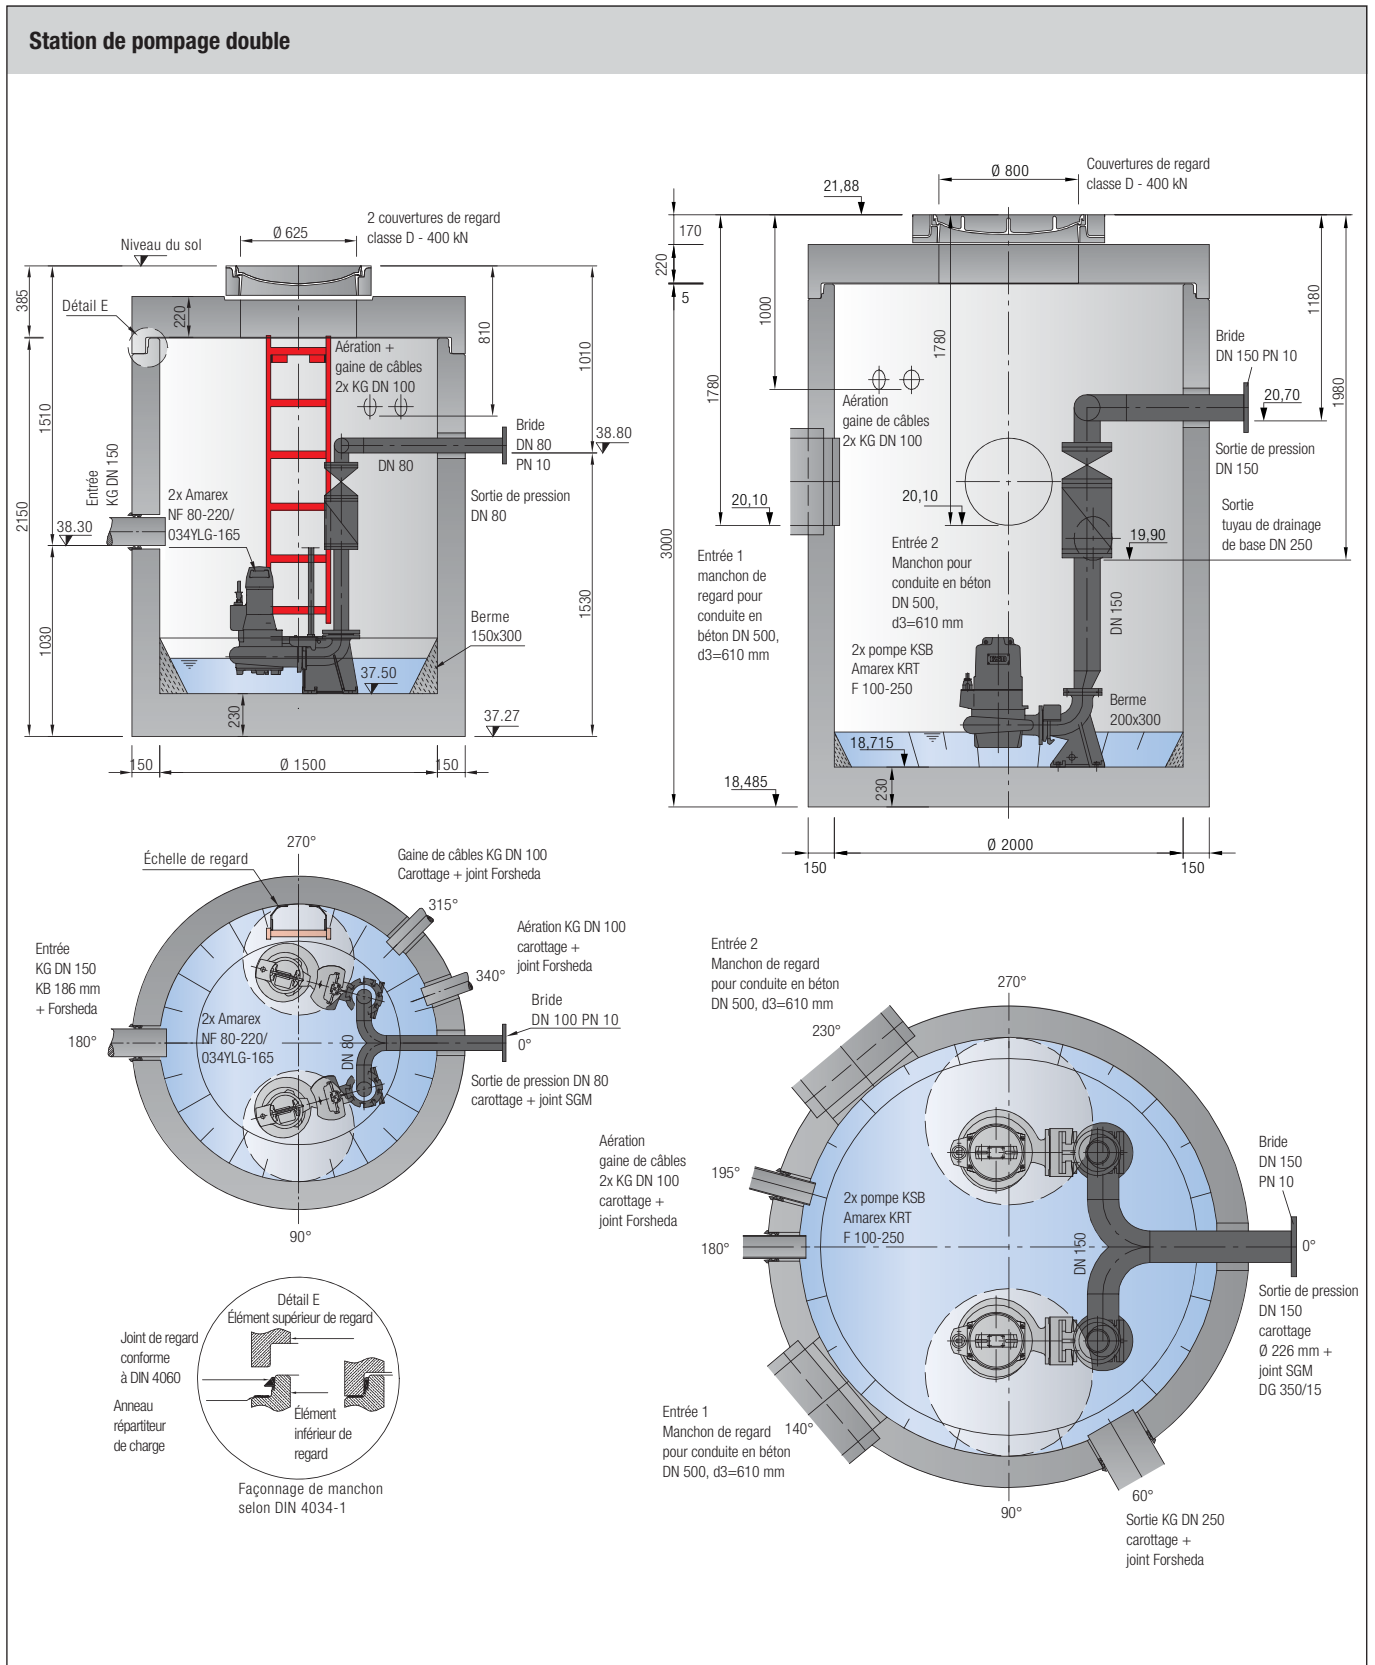 Station de pompage double
2 couvertures de regard
classe D - 400 kN
Ø 625
Niveau du sol
385
Détail E
220
Aération +
gaine de câbles
2x KG DN 100
810
1010
1510
Entrée
KG DN 150
2150
38.30
2x Amarex
NF 80-220/
034YLG-165
DN 80
Bride
DN 80
PN 10
38.80
Sortie de pression
DN 80
1030
1530
Berme
150x300
37.50
230
37.27
150
Ø 1500
150
Couvertures de regard
classe D - 400 kN
Ø 800
21,88
170
220
5
1000
1780
1780
1180
1980
Bride
DN 150 PN 10
20,70
Aération
gaine de câbles
2x KG DN 100
Sortie de pression
DN 150
20,10
20,10
Sortie
tuyau de drainage
de base DN 250
19,90
3000
Entrée 1
manchon de
regard pour
conduite en
béton DN 500,
d3=610 mm
Entrée 2
Manchon pour
conduite en béton
DN 500,
d3=610 mm
DN 150
2x pompe KSB
Amarex KRT
F 100-250
Berme
200x300
18,715
18,485
230
Ø 2000
150
150
270°
Échelle de regard
Gaine de câbles KG DN 100
Carottage + joint Forsheda
315°
Aération KG DN 100
carottage +
joint Forsheda
340°
Entrée
KG DN 150
KB 186 mm
+ Forsheda
180°
2x Amarex
NF 80-220/
034YLG-165
DN 80
Bride
DN 100 PN 10
0°
Sortie de pression DN 80
carottage + joint SGM
90°
Détail E
Élément supérieur de regard
Joint de regard
conforme
à DIN 4060
Anneau
répartiteur
de charge
Élément
inférieur de
regard
Façonnage de manchon
selon DIN 4034-1
Entrée 2
Manchon de regard
pour conduite en béton
DN 500, d3=610 mm
270°
230°
Aération
gaine de câbles
2x KG DN 100
carottage +
joint Forsheda
195°
180°
2x pompe KSB
Amarex KRT
F 100-250
DN 150
Bride
DN 150
PN 10
0°
Sortie de pression
DN 150
carottage
Ø 226 mm +
joint SGM
DG 350/15
Entrée 1
Manchon de regard
pour conduite en béton
DN 500, d3=610 mm
140°
90°
60°
Sortie KG DN 250
carottage +
joint Forsheda